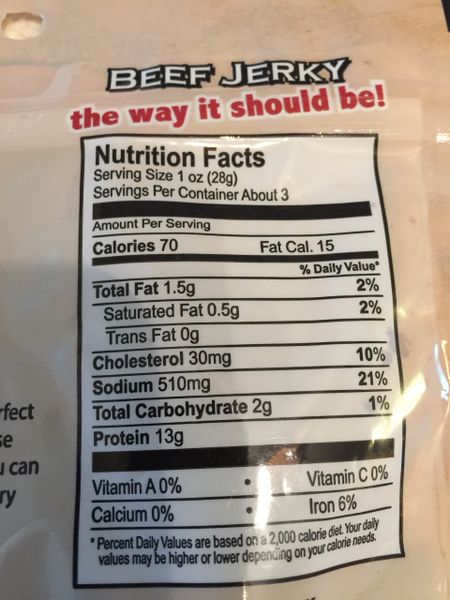 BEEF JERKY
the way it should be!
Nutrition Facts
Serving Size 1 oz (28g)
Servings Per Container About 3
Amount Per Serving
Calories 70 Fat Cal. 15
% Daily Value*
Total Fat 1.5g 2%
Saturated Fat 0.5g 2%
Trans Fat 0g
Cholesterol 30mg 10%
Sodium 510mg 21%
Total Carbohydrate 2g 1%
Protein 13g
Vitamin A 0% • Vitamin C 0%
Calcium 0% • Iron 6%
* Percent Daily Values are based on a 2,000 calorie diet. Your daily
values may be higher or lower depending on your calorie needs.
rfect
se
u can
ry